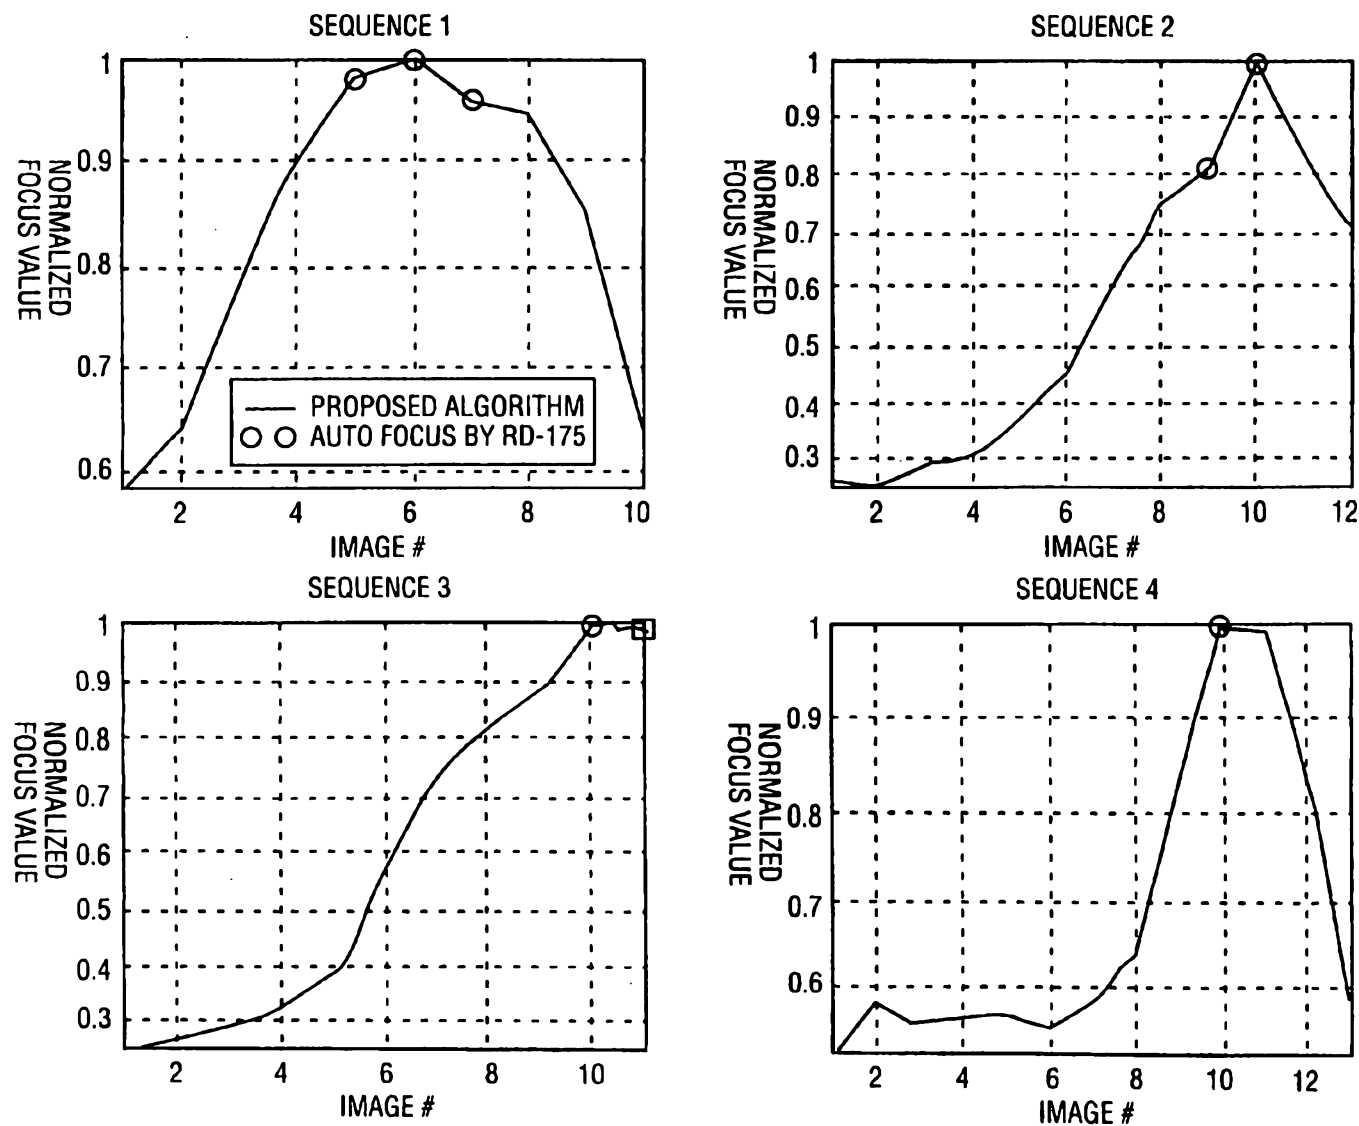 SEQUENCE 1
1
0.9
0.8
0.7
0.6
NORMALIZED
FOCUS VALUE
PROPOSED ALGORITHM
AUTO FOCUS BY RD-175
2 4 6 8 10
IMAGE #
SEQUENCE 2
1
0.9
0.8
0.7
0.6
0.5
0.4
0.3
NORMALIZED
FOCUS VALUE
2 4 6 8 10 12
IMAGE #
SEQUENCE 3
1
0.9
0.8
0.7
0.6
0.5
0.4
0.3
NORMALIZED
FOCUS VALUE
2 4 6 8 10
IMAGE #
SEQUENCE 4
1
0.9
0.8
0.7
0.6
NORMALIZED
FOCUS VALUE
2 4 6 8 10 12
IMAGE #